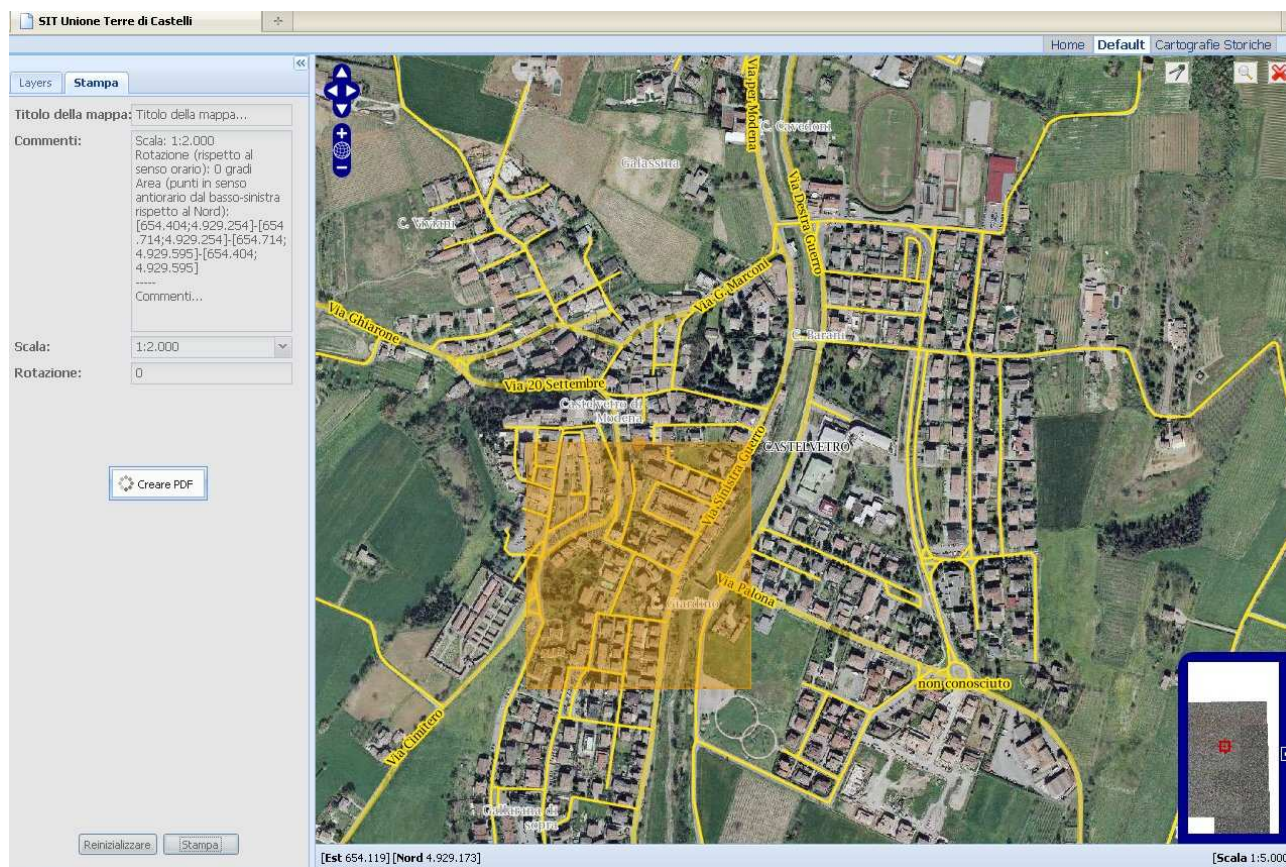 SIT Unione Terre di Castelli
Home Default Cartografie Storiche
Layers Stampa
Titolo della mappa: Titolo della mappa...
Commenti:
Scala: 1:2.000
Rotazione (rispetto al
senso orario): 0 gradi
Area (punti in senso
antiorario dal basso-sinistra
rispetto al Nord):
[654.404;4.929.254]-[654
.714;4.929.254]-[654.714;
4.929.595]-[654.404;
4.929.595]
-----
Commenti...
Scala: 1:2.000
Rotazione: 0
Creare PDF
Reinizializzare Stampa
Via per Modena
C. Cavedoni
Galassina
Via Destra Guerro
C. Viviani
Via G. Marconi
Via Ghiarone
C. Barani
Via 20 Settembre
Castelvetro di
Modena
CASTELVETRO
Via Sinistra Guerro
Via Palona
non conosciuto
Via Cimitero
sopra
[Est 654.119] [Nord 4.929.173]
[Scala 1:5.000